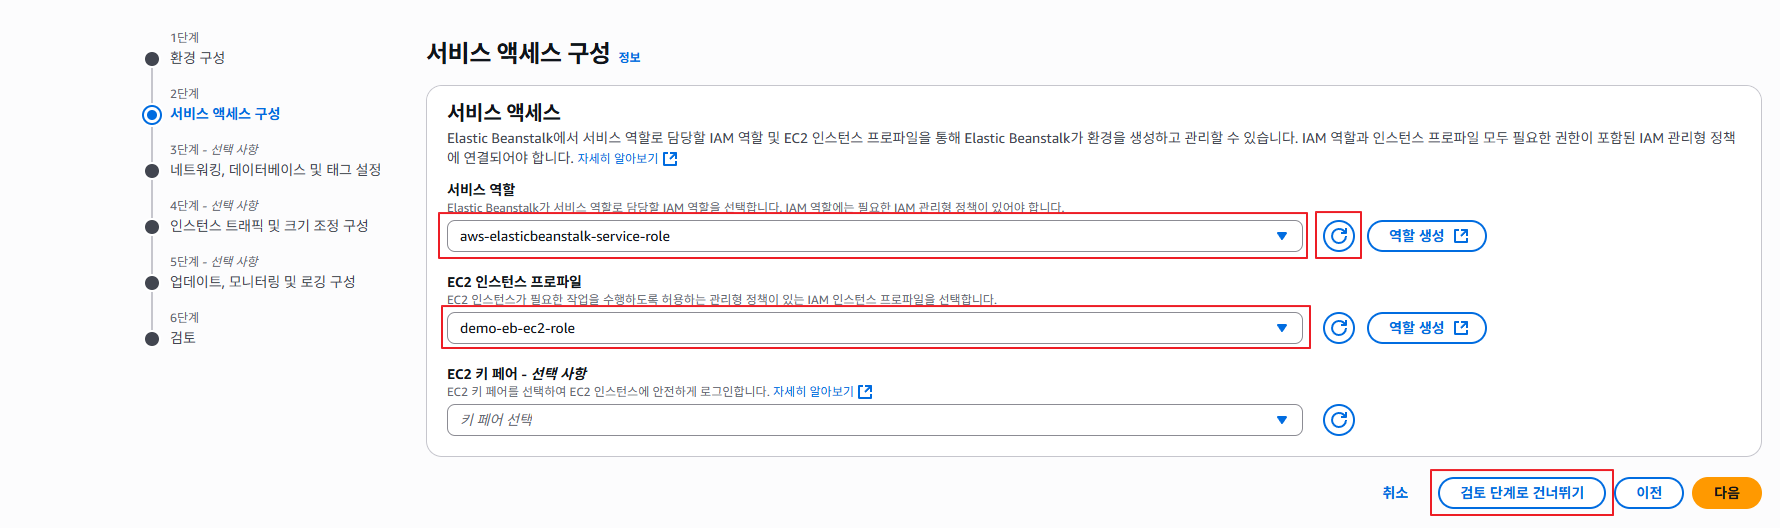 1단계
환경 구성
2단계
서비스 액세스 구성
3단계 - 선택 사항
네트워킹, 데이터베이스 및 태그 설정
4단계 - 선택 사항
인스턴스 트래픽 및 크기 조정 구성
5단계 - 선택 사항
업데이트, 모니터링 및 로깅 구성
6단계
검토
서비스 액세스 구성 정보
서비스 액세스
Elastic Beanstalk에서 서비스 역할로 담당할 IAM 역할 및 EC2 인스턴스 프로파일을 통해 Elastic Beanstalk가 환경을 생성하고 관리할 수 있습니다. IAM 역할과 인스턴스 프로파일 모두 필요한 권한이 포함된 IAM 관리형 정책
에 연결되어야 합니다. 자세히 알아보기
서비스 역할
Elastic Beanstalk가 서비스 역할로 담당할 IAM 역할을 선택합니다. IAM 역할에는 필요한 IAM 관리형 정책이 있어야 합니다.
aws-elasticbeanstalk-service-role
역할 생성
EC2 인스턴스 프로파일
EC2 인스턴스가 필요한 작업을 수행하도록 허용하는 관리형 정책이 있는 IAM 인스턴스 프로파일을 선택합니다.
demo-eb-ec2-role
역할 생성
EC2 키 페어 - 선택 사항
EC2 키 페어를 선택하여 EC2 인스턴스에 안전하게 로그인합니다. 자세히 알아보기
키 페어 선택
취소
검토 단계로 건너뛰기
이전
다음